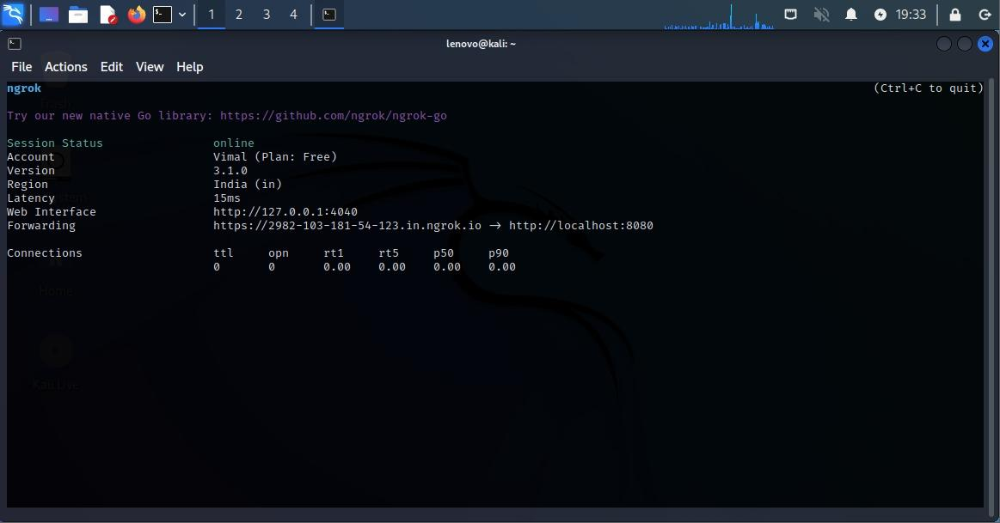 1 2 3 4 19:33
lenovo@kali: ~
File Actions Edit View Help
ngrok (Ctrl+C to quit)
Try our new native Go library: https://github.com/ngrok/ngrok-go
Session Status online
Account Vimal (Plan: Free)
Version 3.1.0
Region India (in)
Latency 15ms
Web Interface http://127.0.0.1:4040
Forwarding https://2982-103-181-54-123.in.ngrok.io → http://localhost:8080
Connections ttl opn rt1 rt5 p50 p90
0 0 0.00 0.00 0.00 0.00
Home
Kali Live